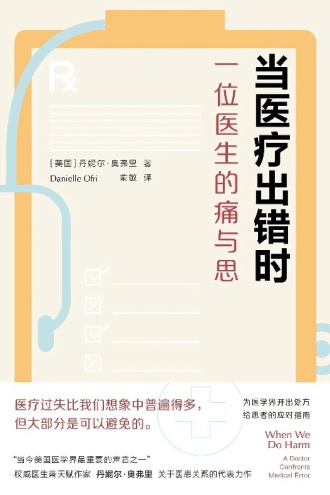 当医疗出错时
一位医生的痛与思
Rx
[美国] 丹妮尔·奥弗里 著
Danielle Ofri 俞敏 译
医疗过失比我们想象中普遍得多，
但大部分是可以避免的。
“当今美国医学界最重要的声音之一”
权威医生兼天赋作家 丹妮尔·奥弗里 关于医患关系的代表力作
为医学界开出处方
给患者的应对指南
When We
Do Harm
A Doctor
Confronts
Medical Error